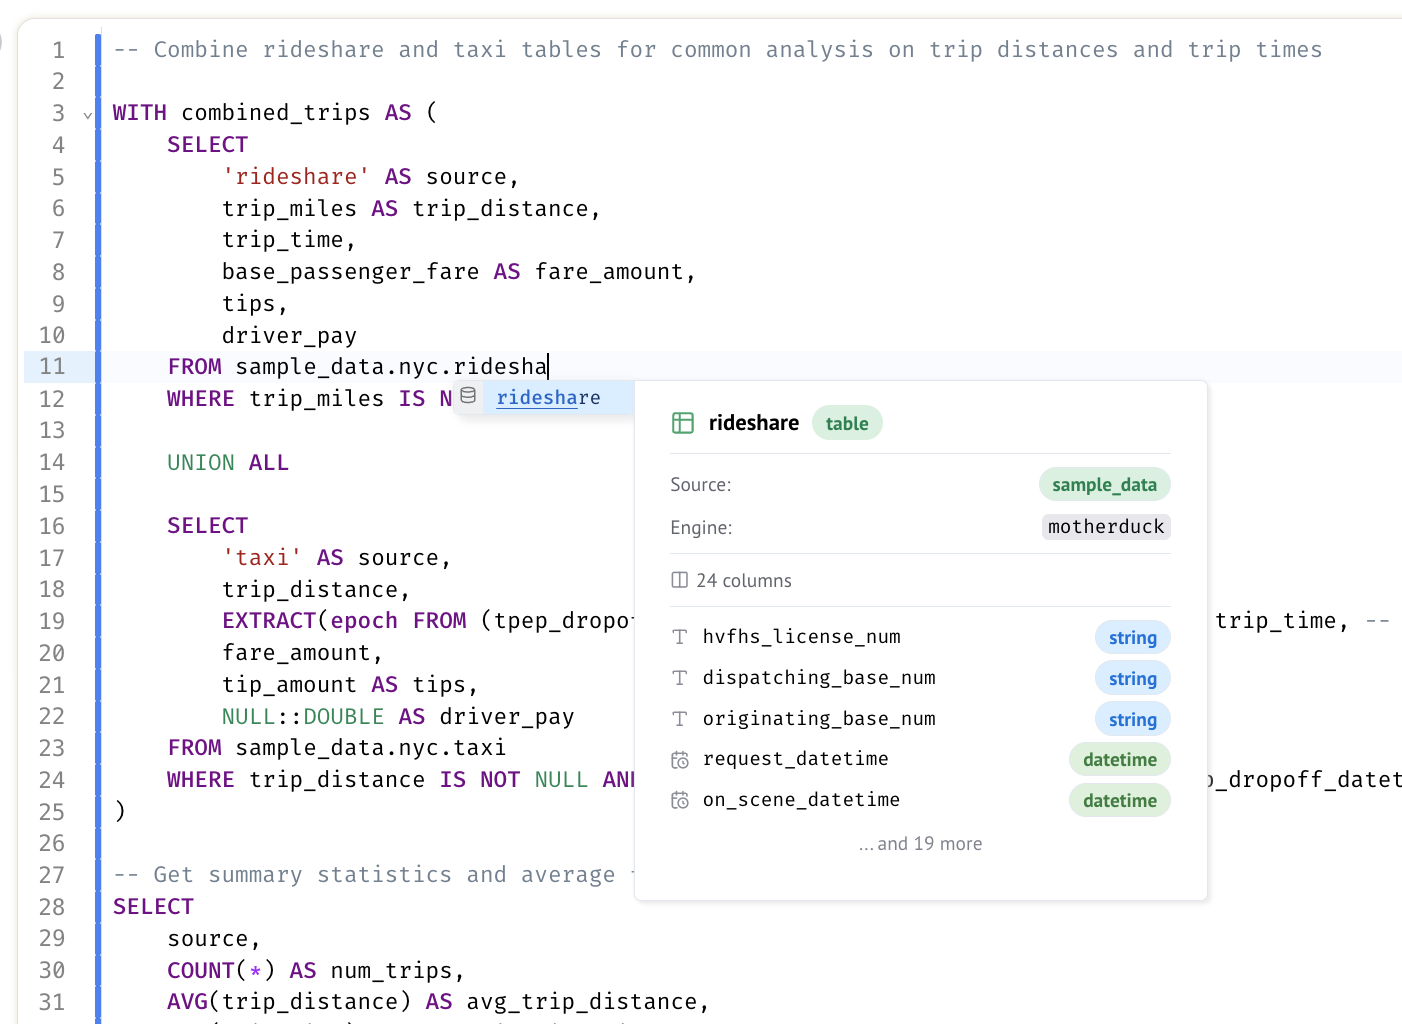 1 -- Combine rideshare and taxi tables for common analysis on trip distances and trip times
2
3 WITH combined_trips AS (
4 SELECT
5 'rideshare' AS source,
6 trip_miles AS trip_distance,
7 trip_time,
8 base_passenger_fare AS fare_amount,
9 tips,
10 driver_pay
11 FROM sample_data.nyc.ridesha
12 WHERE trip_miles IS N
rideshare
13
14 UNION ALL
15
16 SELECT
17 'taxi' AS source,
18 trip_distance,
19 EXTRACT(epoch FROM (tpep_dropo trip_time, --
20 fare_amount,
21 tip_amount AS tips,
22 NULL::DOUBLE AS driver_pay
23 FROM sample_data.nyc.taxi
24 WHERE trip_distance IS NOT NULL AND _dropoff_datet
25 )
26
27 -- Get summary statistics and average
28 SELECT
29 source,
30 COUNT(*) AS num_trips,
31 AVG(trip_distance) AS avg_trip_distance,
rideshare table
Source: sample_data
Engine: motherduck
24 columns
hvfhs_license_num string
dispatching_base_num string
originating_base_num string
request_datetime datetime
on_scene_datetime datetime
...and 19 more